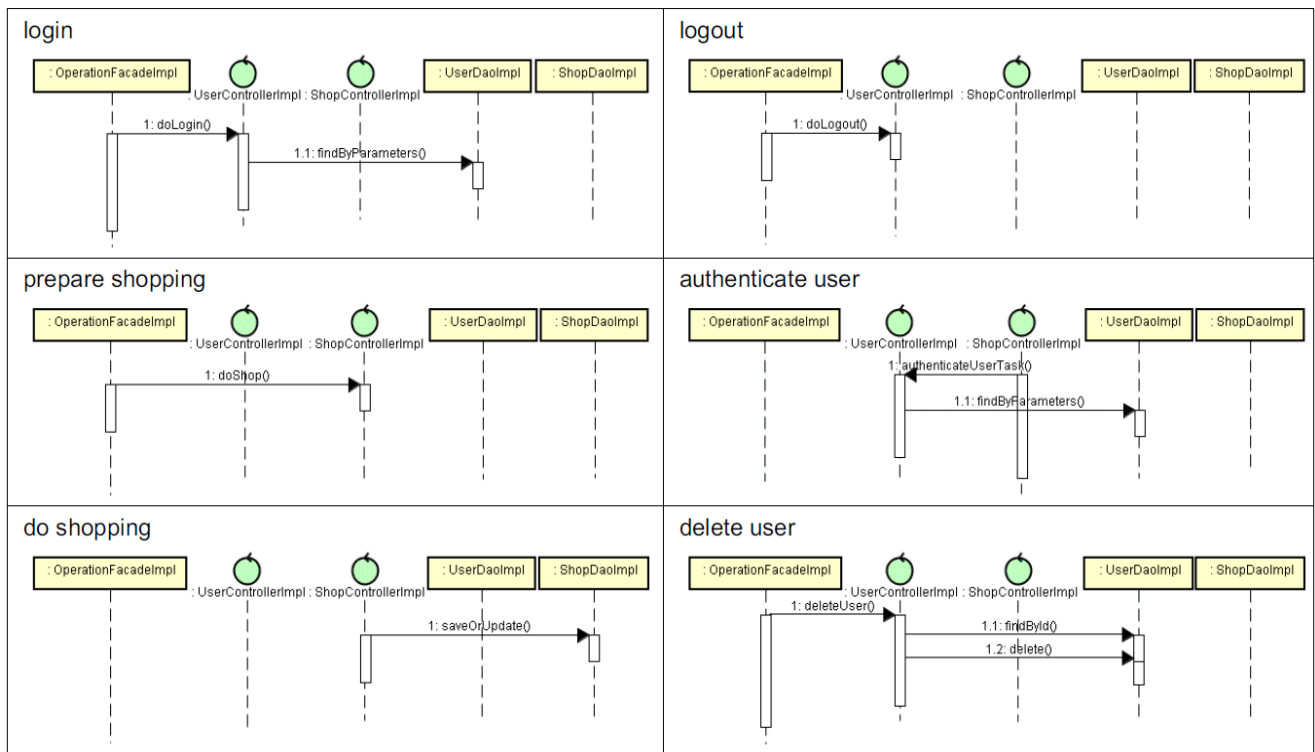 login
: OperationFacadeImpl
: UserControllerImpl
: ShopControllerImpl
: UserDaoImpl
: ShopDaoImpl
1: doLogin()
1.1: findByParameters()
logout
: OperationFacadeImpl
: UserControllerImpl
: ShopControllerImpl
: UserDaoImpl
: ShopDaoImpl
1: doLogout()
prepare shopping
: OperationFacadeImpl
: UserControllerImpl
: ShopControllerImpl
: UserDaoImpl
: ShopDaoImpl
1: doShop()
authenticate user
: OperationFacadeImpl
: UserControllerImpl
: ShopControllerImpl
: UserDaoImpl
: ShopDaoImpl
1: authenticateUserTask()
1.1: findByParameters()
do shopping
: OperationFacadeImpl
: UserControllerImpl
: ShopControllerImpl
: UserDaoImpl
: ShopDaoImpl
1: saveOrUpdate()
delete user
: OperationFacadeImpl
: UserControllerImpl
: ShopControllerImpl
: UserDaoImpl
: ShopDaoImpl
1: deleteUser()
1.1: findById()
1.2: delete()